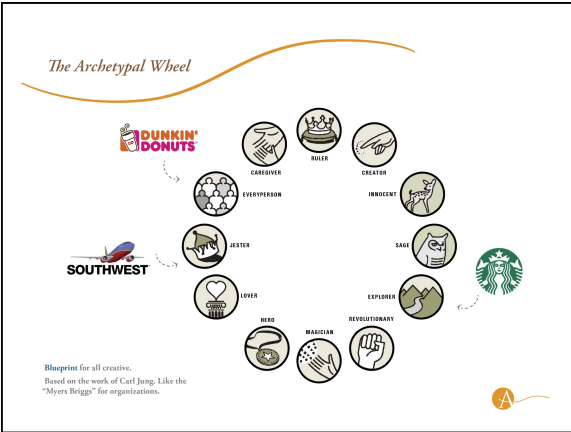 The Archetypal Wheel
DUNKIN'
DONUTS
RULER
CAREGIVER
CREATOR
EVERYPERSON
INNOCENT
JESTER
SAGE
SOUTHWEST
LOVER
EXPLORER
HERO
REVOLUTIONARY
MAGICIAN
Blueprint for all creative.
Based on the work of Carl Jung. Like the
“Myers Briggs” for organizations.
A